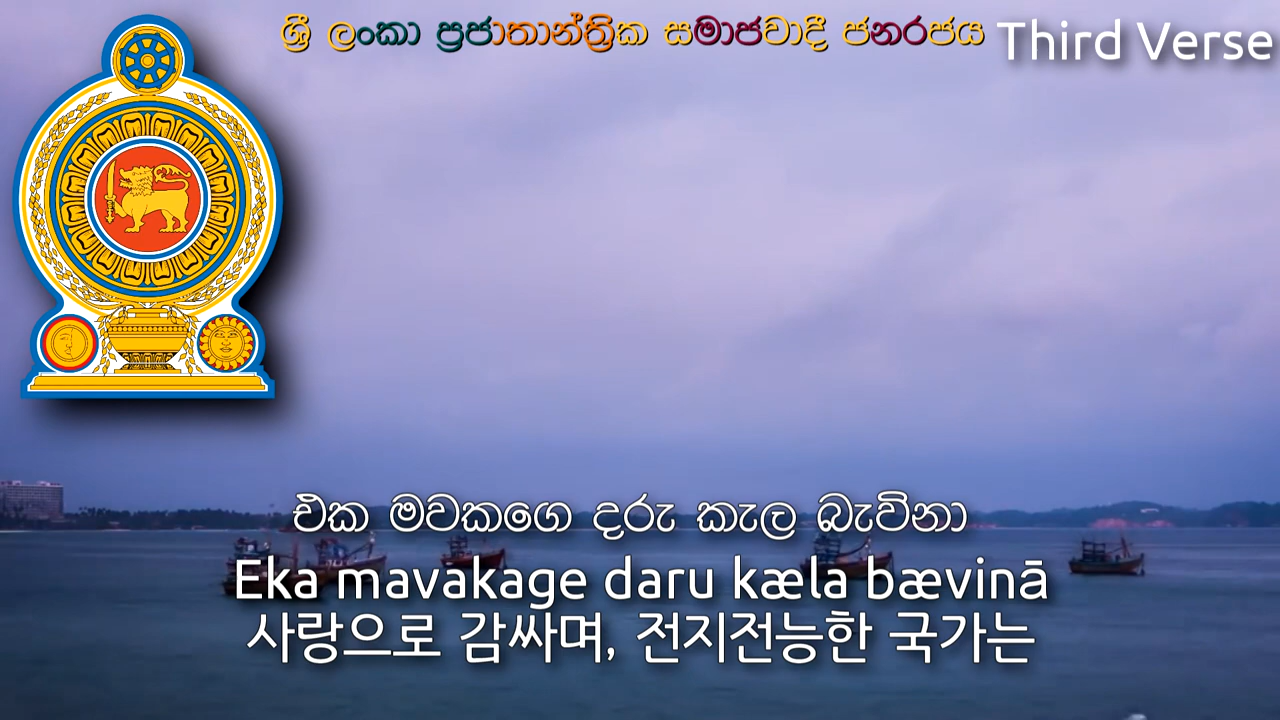 ශ්‍රී ලංකා ප්‍රජාතාන්ත්‍රික සමාජවාදී ජනරජය
Third Verse
එක මවකගෙ දරු කැල බැවිනා
Eka mavakage daru kæla bævinā
사랑으로 감싸며, 전지전능한 국가는